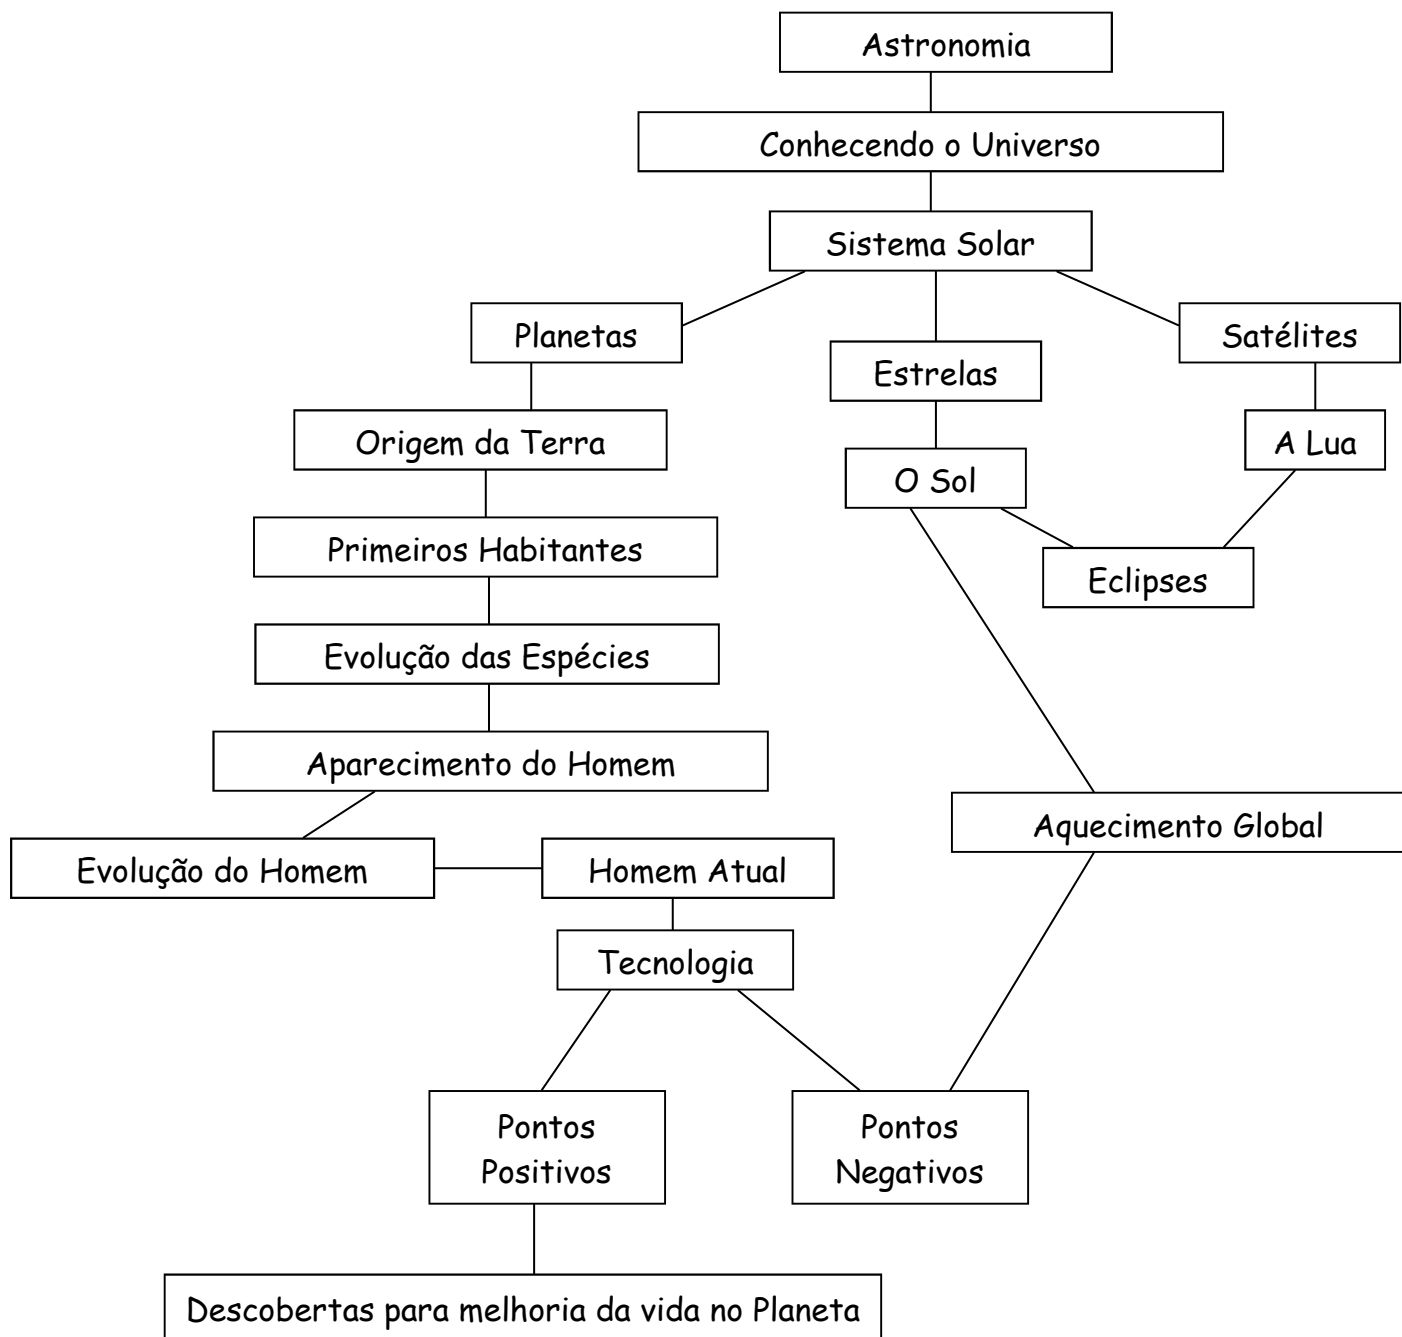 Astronomia
Conhecendo o Universo
Sistema Solar
Planetas
Satélites
Estrelas
Origem da Terra
A Lua
O Sol
Primeiros Habitantes
Eclipses
Evolução das Espécies
Aparecimento do Homem
Aquecimento Global
Evolução do Homem
Homem Atual
Tecnologia
Pontos
Positivos
Pontos
Negativos
Descobertas para melhoria da vida no Planeta